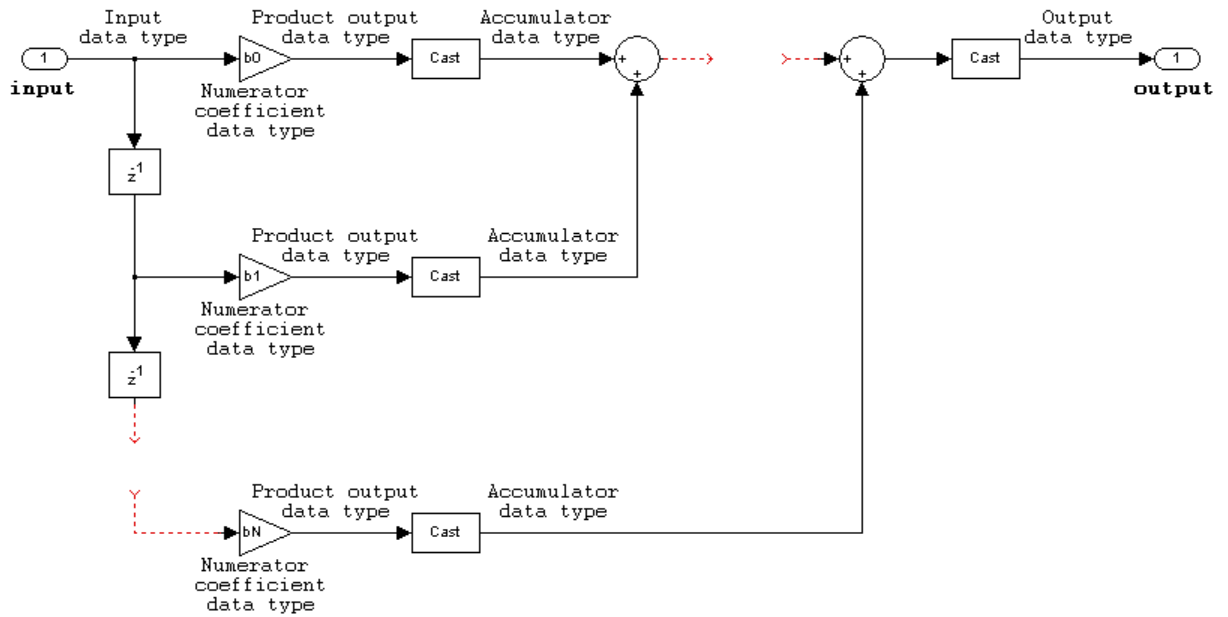 Input
data type
Product output
data type
Accumulator
data type
Output
data type
1
input
b0
Cast
+
+
+
+
Cast
1
output
Numerator
coefficient
data type
z-1
Product output
data type
Accumulator
data type
b1
Cast
Numerator
coefficient
data type
z-1
Product output
data type
Accumulator
data type
bN
Cast
Numerator
coefficient
data type